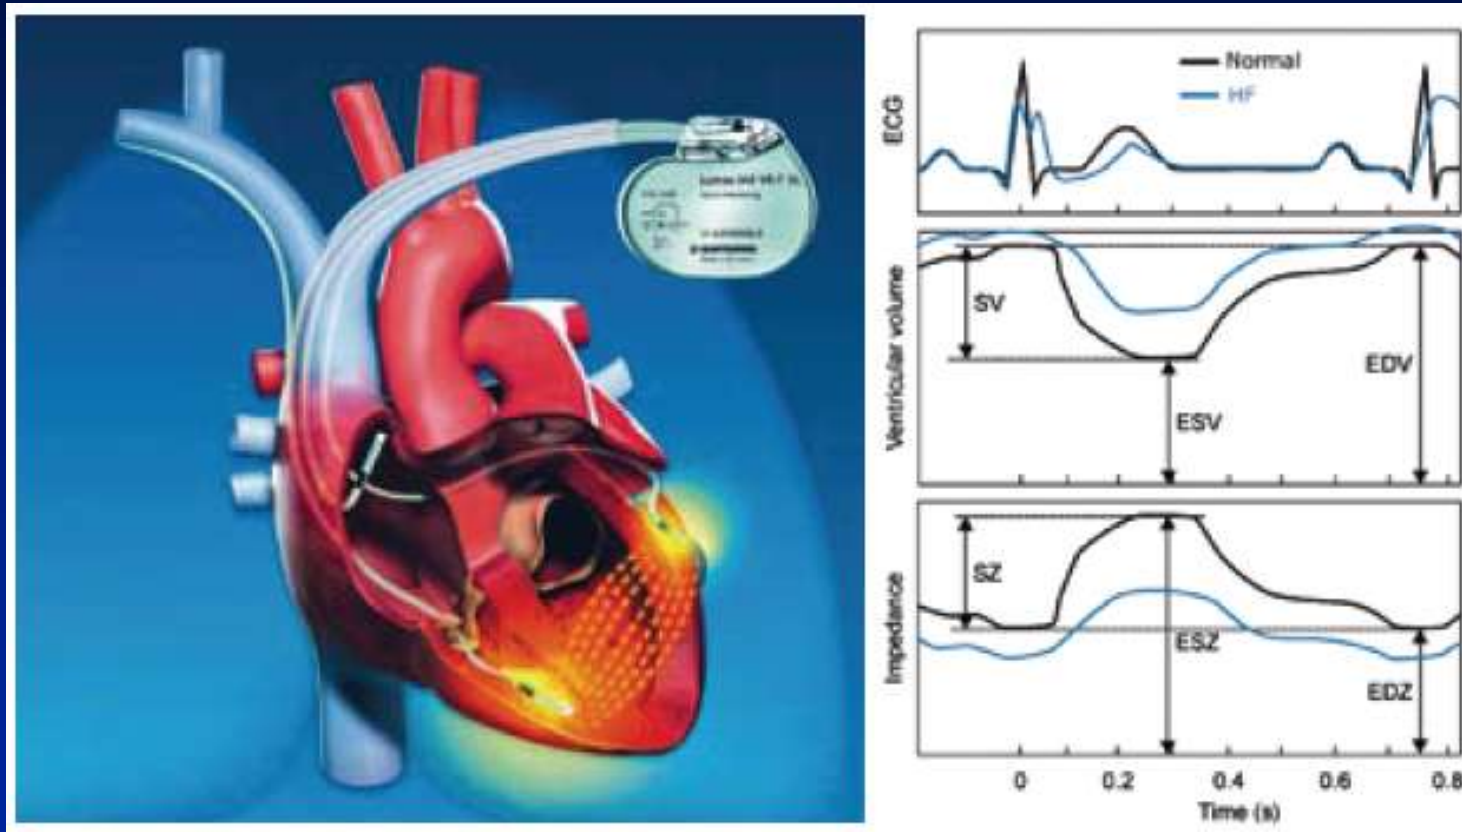 Normal
HF
ECG
Ventricular volume
SV
ESV
EDV
Impedance
SZ
ESZ
EDZ
0 0.2 0.4 0.6 0.8
Time (s)